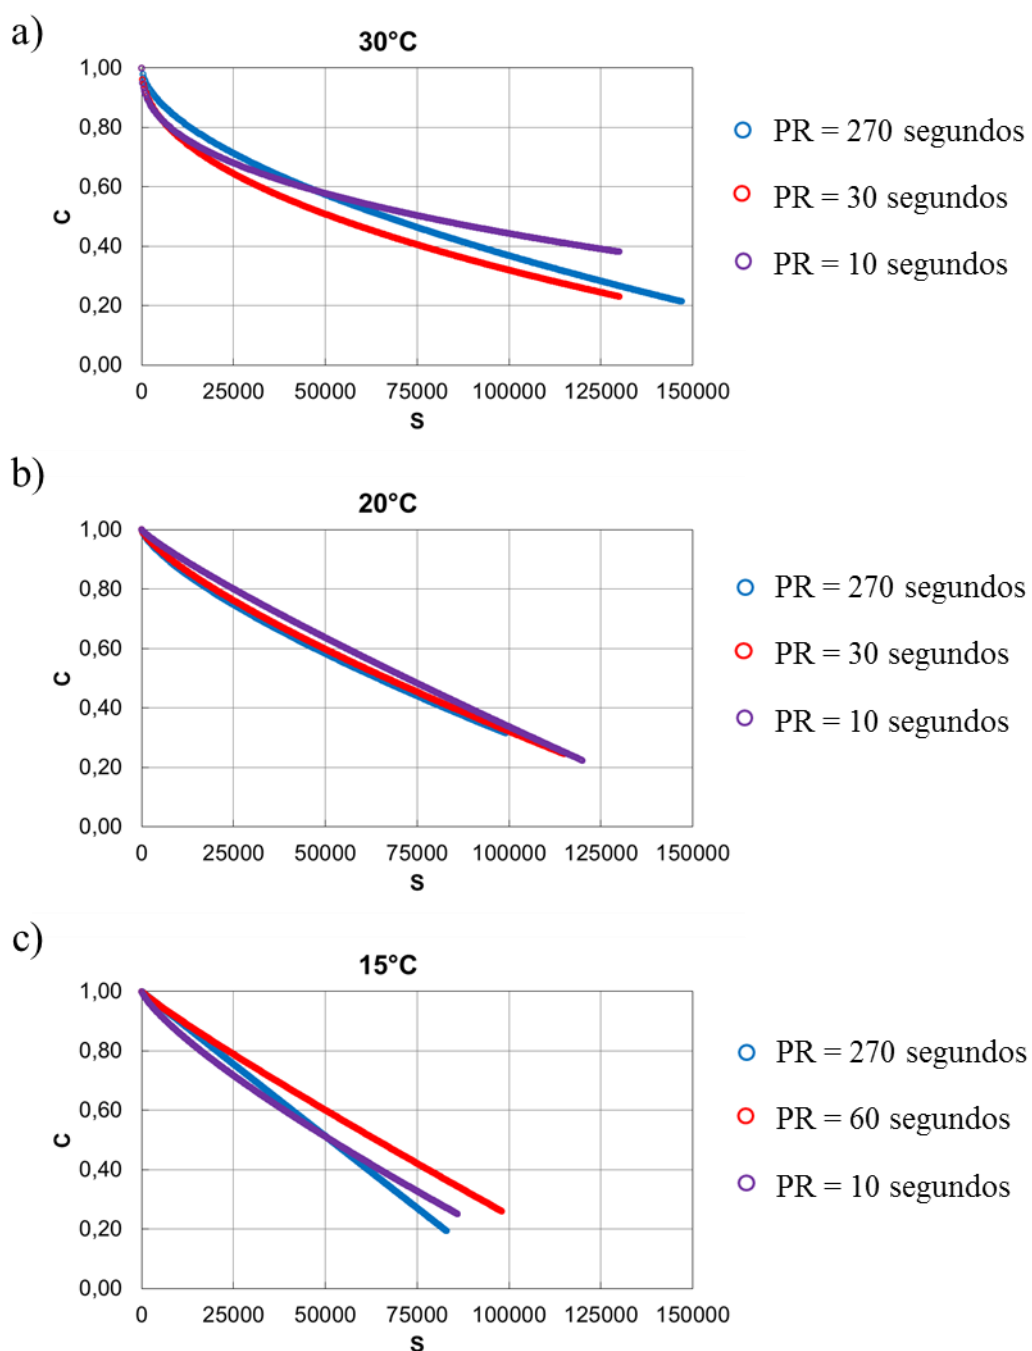 a)
30°C
1,00
0,80
0,60
0,40
0,20
0,00
C
0 25000 50000 75000 100000 125000 150000
S
PR = 270 segundos
PR = 30 segundos
PR = 10 segundos
b)
20°C
1,00
0,80
0,60
0,40
0,20
0,00
C
0 25000 50000 75000 100000 125000 150000
S
PR = 270 segundos
PR = 30 segundos
PR = 10 segundos
c)
15°C
1,00
0,80
0,60
0,40
0,20
0,00
C
0 25000 50000 75000 100000 125000 150000
S
PR = 270 segundos
PR = 60 segundos
PR = 10 segundos